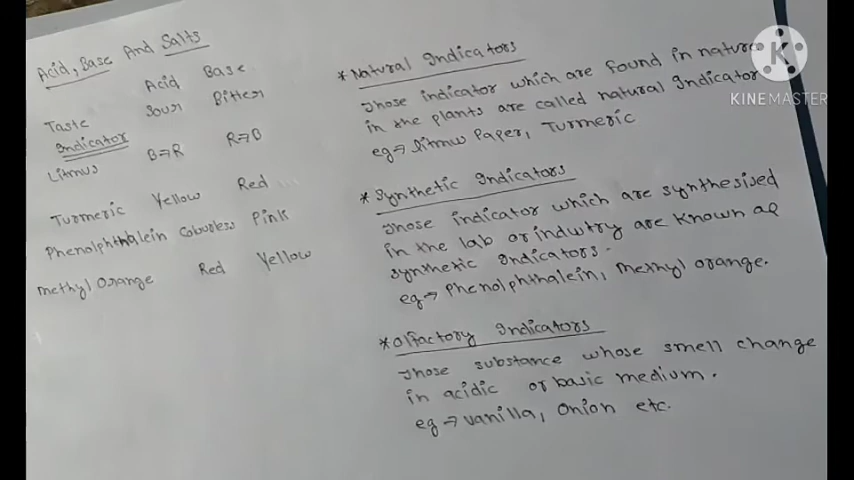 Acid, Base And Salts
Acid Base
Taste Sour Bitter
Indicator
Litmus B→R R→B
Turmeric Yellow Red
Phenolphthalein Colourless Pink
Methyl Orange Red Yellow
* Natural Indicators
Those indicator which are found in nature
in the plants are called natural Indicator
eg → litmus Paper, Turmeric
* Synthetic Indicators
Those indicator which are synthesised
in the lab or industry are known as
synthetic Indicators.
eg → Phenolphthalein, Methyl orange.
* Olfactory Indicators
Those substance whose smell change
in acidic or basic medium.
eg → vanilla, Onion etc.
K
KINEMASTER